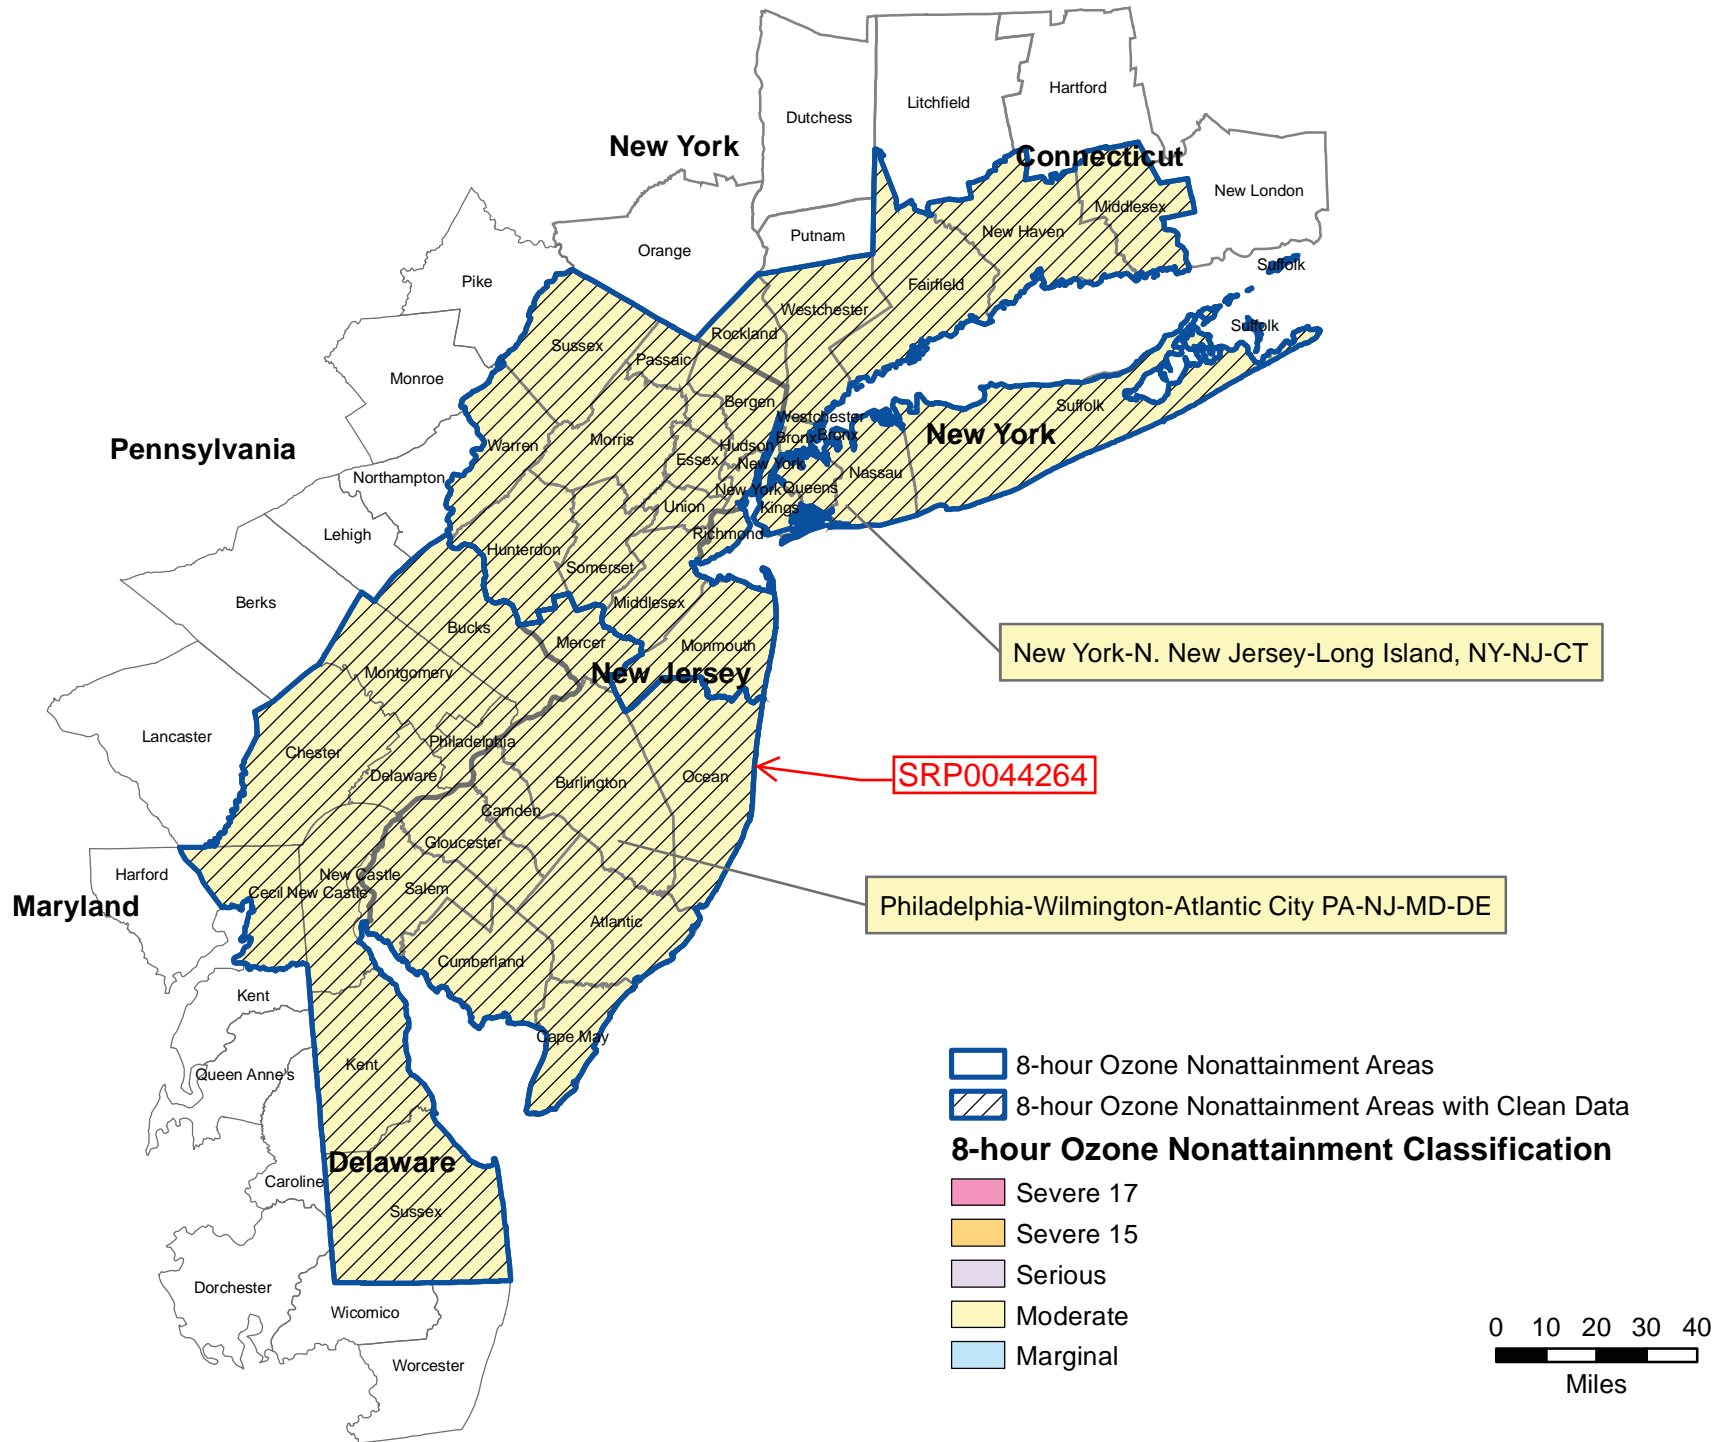 Hartford
Litchfield
Dutchess
New York
Connecticut
New London
Middlesex
New Haven
Putnam
Orange
Suffolk
Pike
Fairfield
Westchester
Suffolk
Rockland
Sussex
Passaic
Monroe
Bergen
Suffolk
Westchester
New York
Pennsylvania
Warren
Morris
Hudson
Bronx
Bronx
Essex
New York
Nassau
Northampton
New York
Queens
Union
Kings
Lehigh
Richmond
Hunterdon
Somerset
Berks
Middlesex
Bucks
Mercer
Monmouth
New York-N. New Jersey-Long Island, NY-NJ-CT
Montgomery
New Jersey
Lancaster
Chester
Philadelphia
Delaware
Burlington
Ocean
SRP0044264
Camden
Gloucester
Harford
New Castle
Cecil
New Castle
Salem
Maryland
Philadelphia-Wilmington-Atlantic City PA-NJ-MD-DE
Atlantic
Cumberland
Kent
Cape May
Kent
Queen Anne's
Delaware
Caroline
Sussex
Dorchester
Wicomico
Worcester
8-hour Ozone Nonattainment Areas
8-hour Ozone Nonattainment Areas with Clean Data
8-hour Ozone Nonattainment Classification
Severe 17
Severe 15
Serious
Moderate
Marginal
0 10 20 30 40
Miles